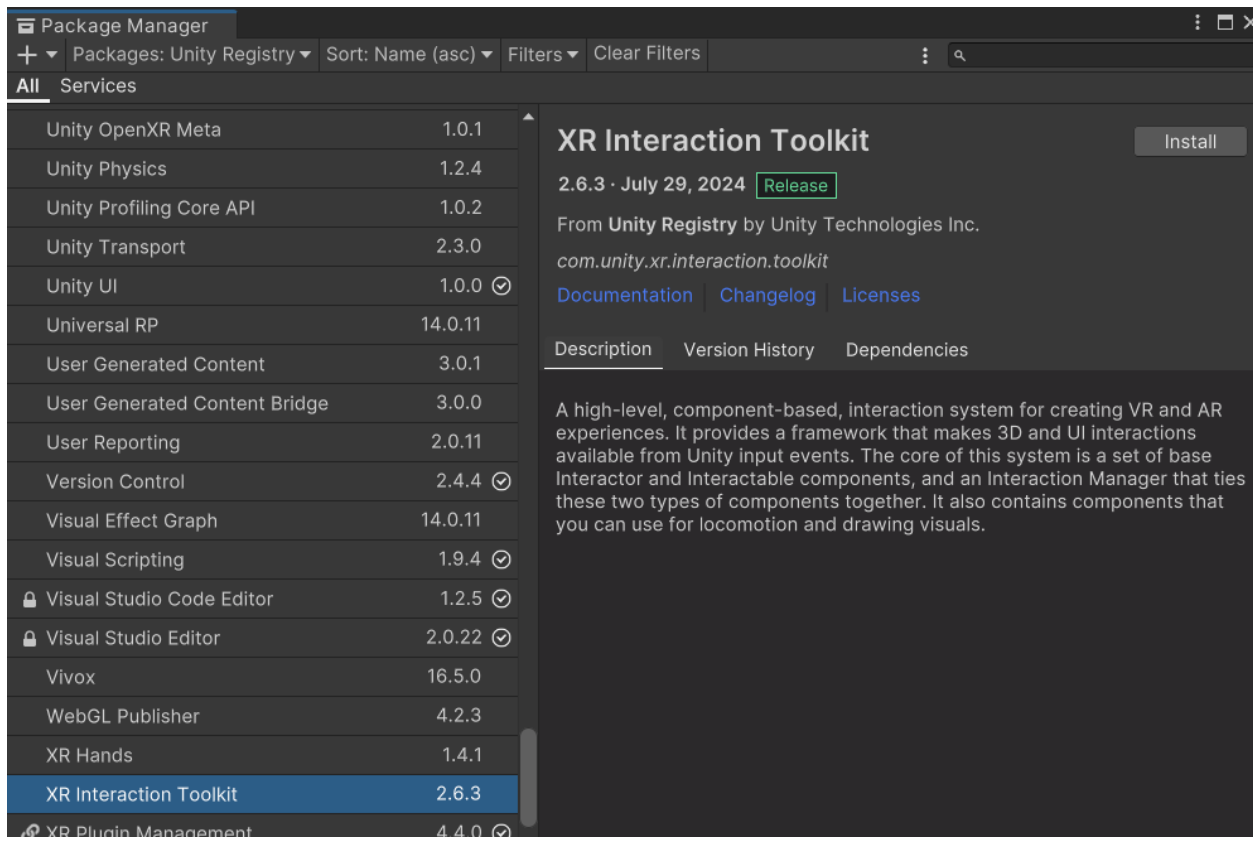 Package Manager
Packages: Unity Registry Sort: Name (asc) Filters Clear Filters
All Services
Unity OpenXR Meta 1.0.1
Unity Physics 1.2.4
Unity Profiling Core API 1.0.2
Unity Transport 2.3.0
Unity UI 1.0.0
Universal RP 14.0.11
User Generated Content 3.0.1
User Generated Content Bridge 3.0.0
User Reporting 2.0.11
Version Control 2.4.4
Visual Effect Graph 14.0.11
Visual Scripting 1.9.4
Visual Studio Code Editor 1.2.5
Visual Studio Editor 2.0.22
Vivox 16.5.0
WebGL Publisher 4.2.3
XR Hands 1.4.1
XR Interaction Toolkit 2.6.3
XR Plugin Management 4.4.0
XR Interaction Toolkit
Install
2.6.3 · July 29, 2024 Release
From Unity Registry by Unity Technologies Inc.
com.unity.xr.interaction.toolkit
Documentation Changelog Licenses
Description Version History Dependencies
A high-level, component-based, interaction system for creating VR and AR
experiences. It provides a framework that makes 3D and UI interactions
available from Unity input events. The core of this system is a set of base
Interactor and Interactable components, and an Interaction Manager that ties
these two types of components together. It also contains components that
you can use for locomotion and drawing visuals.